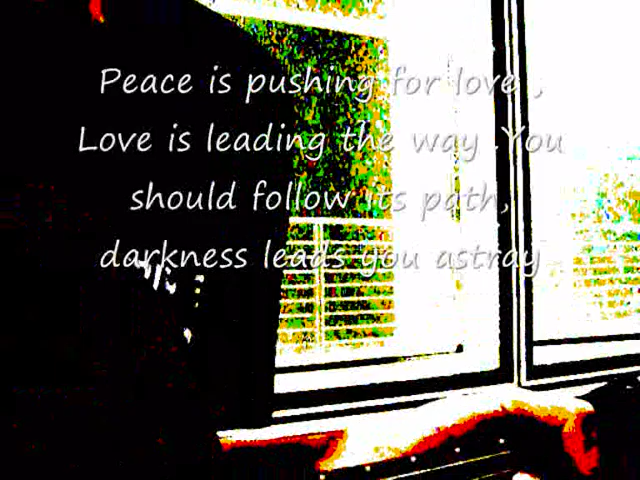 Peace is pushing for love ,
Love is leading the way .You
should follow its path,
darkness leads you astray